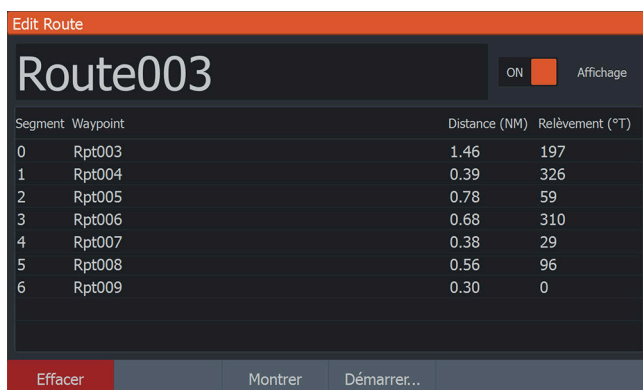 Edit Route
Route003 ON Affichage
Segment Waypoint Distance (NM) Relèvement (°T)
0 Rpt003 1.46 197
1 Rpt004 0.39 326
2 Rpt005 0.78 59
3 Rpt006 0.68 310
4 Rpt007 0.38 29
5 Rpt008 0.56 96
6 Rpt009 0.30 0
Effacer Montrer Démarrer...